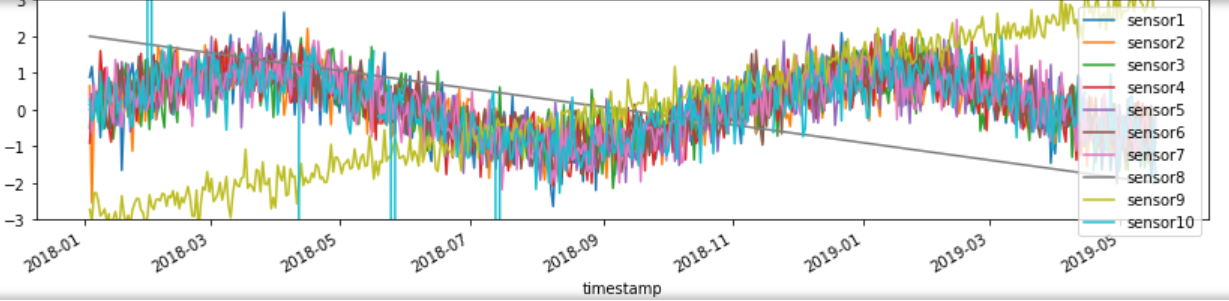 3
2
1
0
−1
−2
−3
sensor1
sensor2
sensor3
sensor4
sensor5
sensor6
sensor7
sensor8
sensor9
sensor10
2018-01
2018-03
2018-05
2018-07
2018-09
2018-11
2019-01
2019-03
2019-05
timestamp